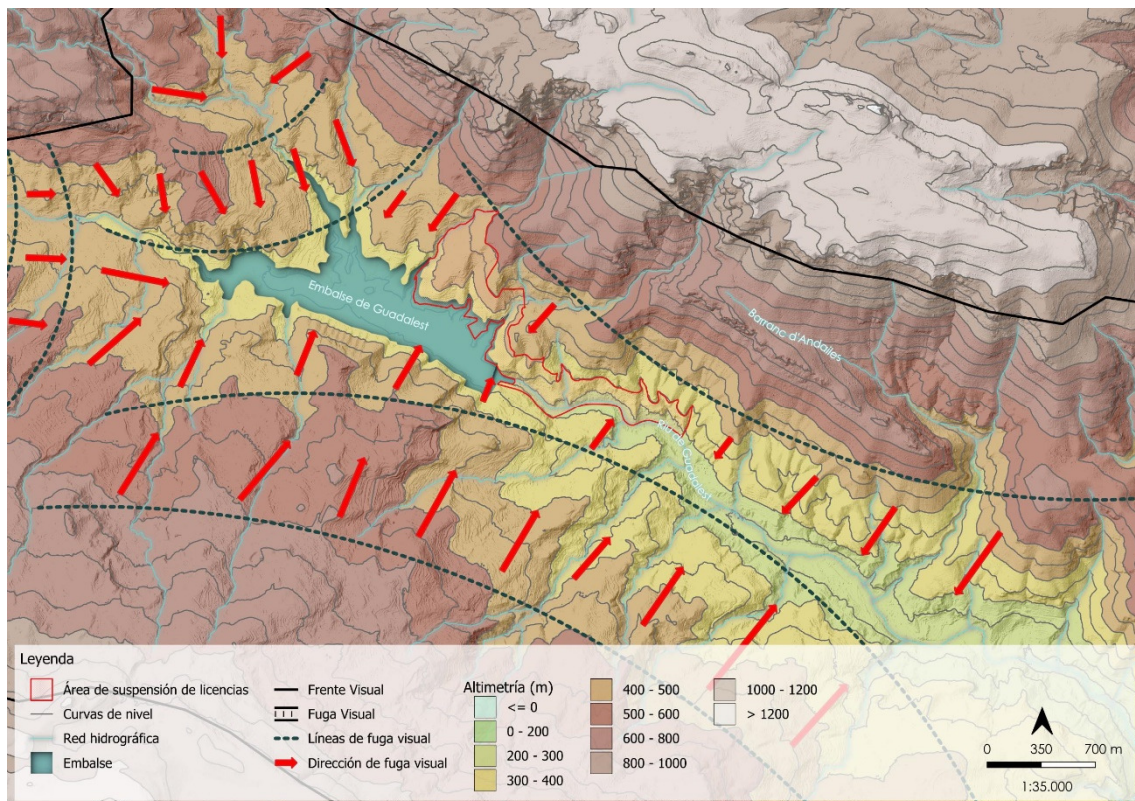 Embalse de Guadalest
Barranc d'Andailes
Riu de Guadalest
Leyenda
Área de suspensión de licencias
Curvas de nivel
Red hidrográfica
Embalse
Frente Visual
Fuga Visual
Líneas de fuga visual
Dirección de fuga visual
Altimetría (m)
<= 0
0 - 200
200 - 300
300 - 400
400 - 500
500 - 600
600 - 800
800 - 1000
1000 - 1200
> 1200
0 350 700 m
1:35.000